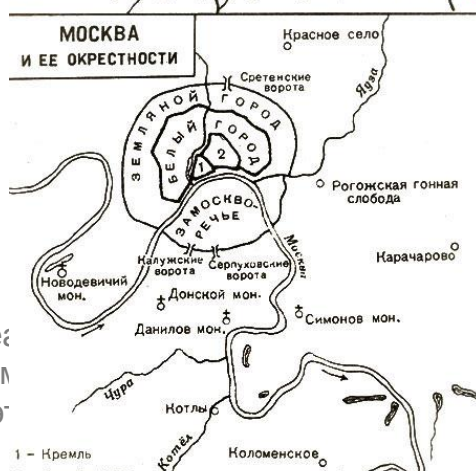 МОСКВА
И ЕЕ ОКРЕСТНОСТИ
Красное село
Сретенские
ворота
Яуза
ЗЕМЛЯНОЙ ГОРОД
БЕЛЫЙ ГОРОД
2
1
Рогожская гонная
слобода
ЗАМОСКВО-
РЕЧЬЕ
Москва
Калужские
ворота
Серпуховские
ворота
Карачарово
Новодевичий
мон.
Донской мон.
Данилов мон.
Симонов мон.
Чура
Котлы
Котёл
Коломенское
1 – Кремль